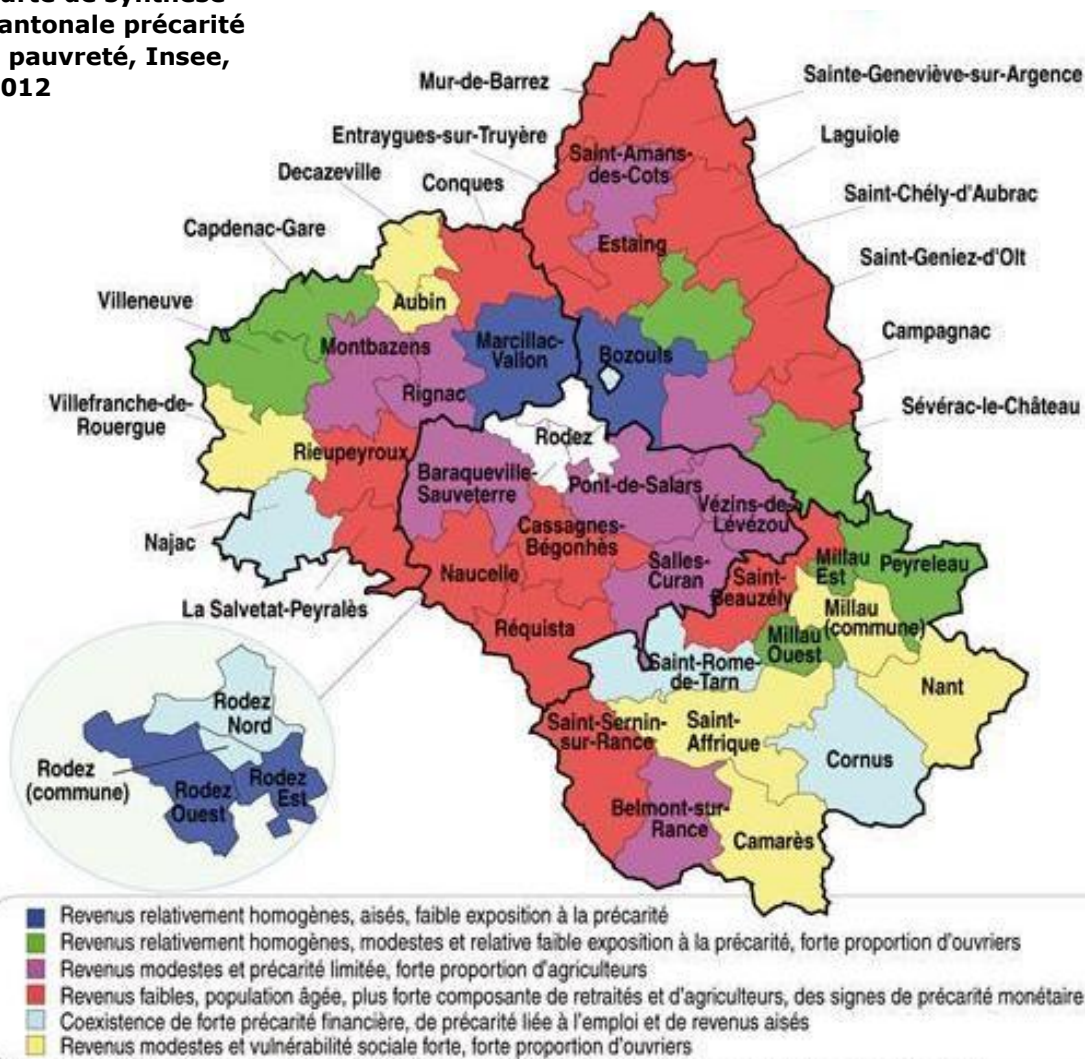 antonale précarité
pauvreté, Insee,
012
Mur-de-Barrez
Sainte-Geneviève-sur-Argence
Entraygues-sur-Truyère
Laguiole
Saint-Amans-
des-Cots
Decazeville
Conques
Saint-Chély-d'Aubrac
Capdenac-Gare
Estaing
Saint-Geniez-d'Olt
Villeneuve
Aubin
Campagnac
Montbazens
Marcillac-
Vallon
Bozouls
Rignac
Sévérac-le-Château
Villefranche-de-
Rouergue
Rodez
Rieupeyroux
Baraqueville-
Sauveterre
Pont-de-Salars
Vézins-de-
Lévézou
Cassagnes-
Bégonhès
Najac
Naucelle
Salles-
Curan
Saint-
Beauzély
Millau
Est
Peyreleau
La Salvetat-Peyralès
Réquista
Millau
(commune)
Millau
Ouest
Saint-Rome-
de-Tarn
Nant
Rodez
Nord
Saint-Sernin-
sur-Rance
Saint-
Affrique
Cornus
Rodez
(commune)
Rodez
Ouest
Rodez
Est
Belmont-sur-
Rance
Camarès
Revenus relativement homogènes, aisés, faible exposition à la précarité
Revenus relativement homogènes, modestes et relative faible exposition à la précarité, forte proportion d'ouvriers
Revenus modestes et précarité limitée, forte proportion d'agriculteurs
Revenus faibles, population âgée, plus forte composante de retraités et d'agriculteurs, des signes de précarité monétaire
Coexistence de forte précarité financière, de précarité liée à l'emploi et de revenus aisés
Revenus modestes et vulnérabilité sociale forte, forte proportion d'ouvriers